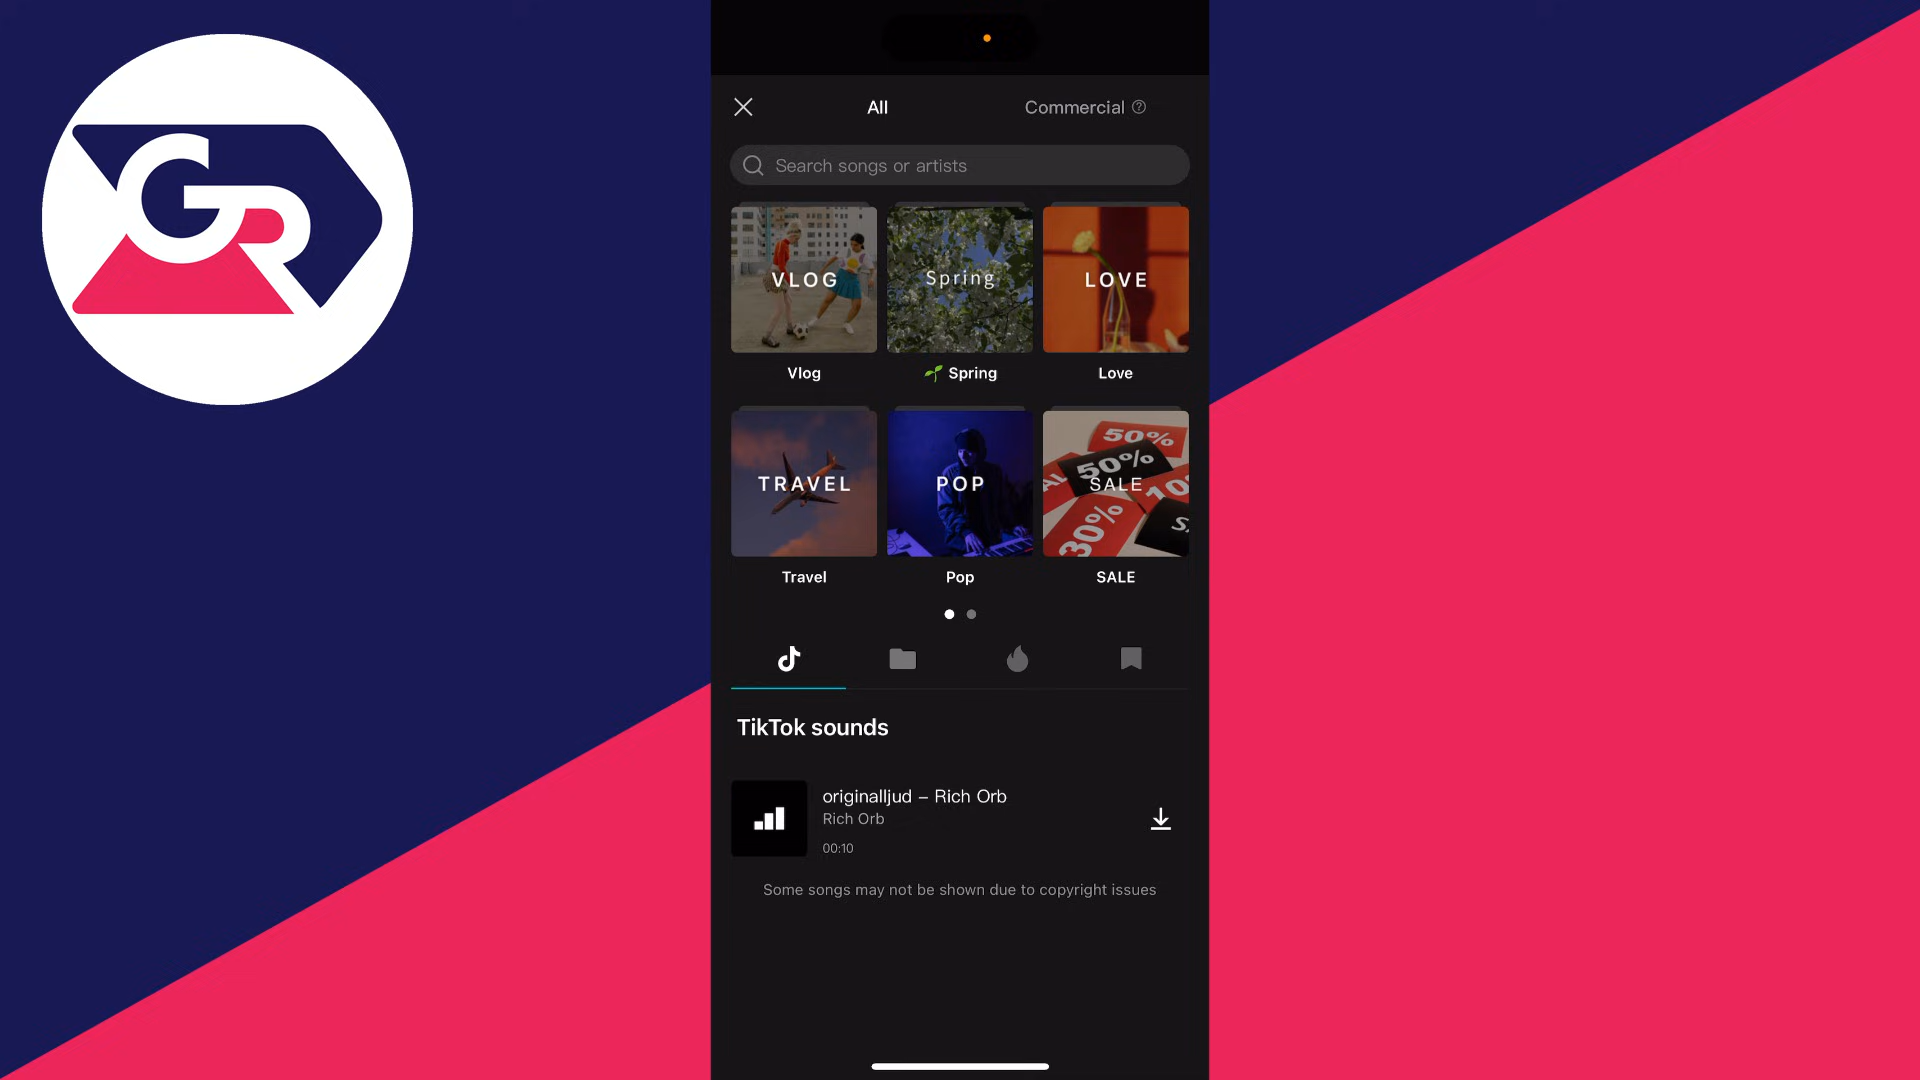 GR
All
Commercial
Search songs or artists
VLOG
Spring
LOVE
Vlog
Spring
Love
TRAVEL
POP
50%
50%
SALE
10
30%
S
Travel
Pop
SALE
TikTok sounds
originalljud – Rich Orb
Rich Orb
00:10
Some songs may not be shown due to copyright issues